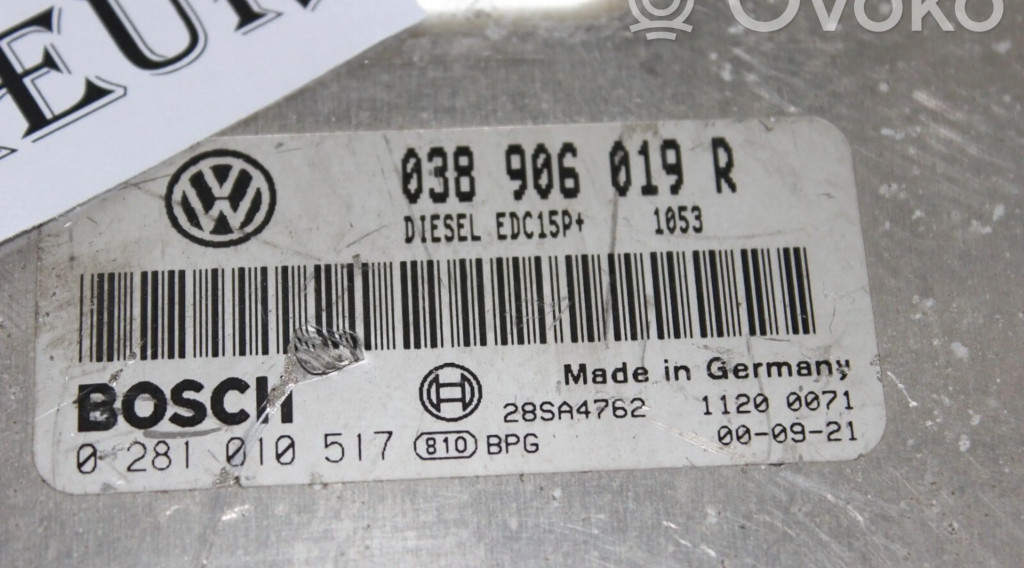 ovoko
038 906 019 R
DIESEL EDC15P+ 1053
BOSCH
Made in Germany
28SA4762 1120 0071
0 281 010 517 810 BPG 00-09-21